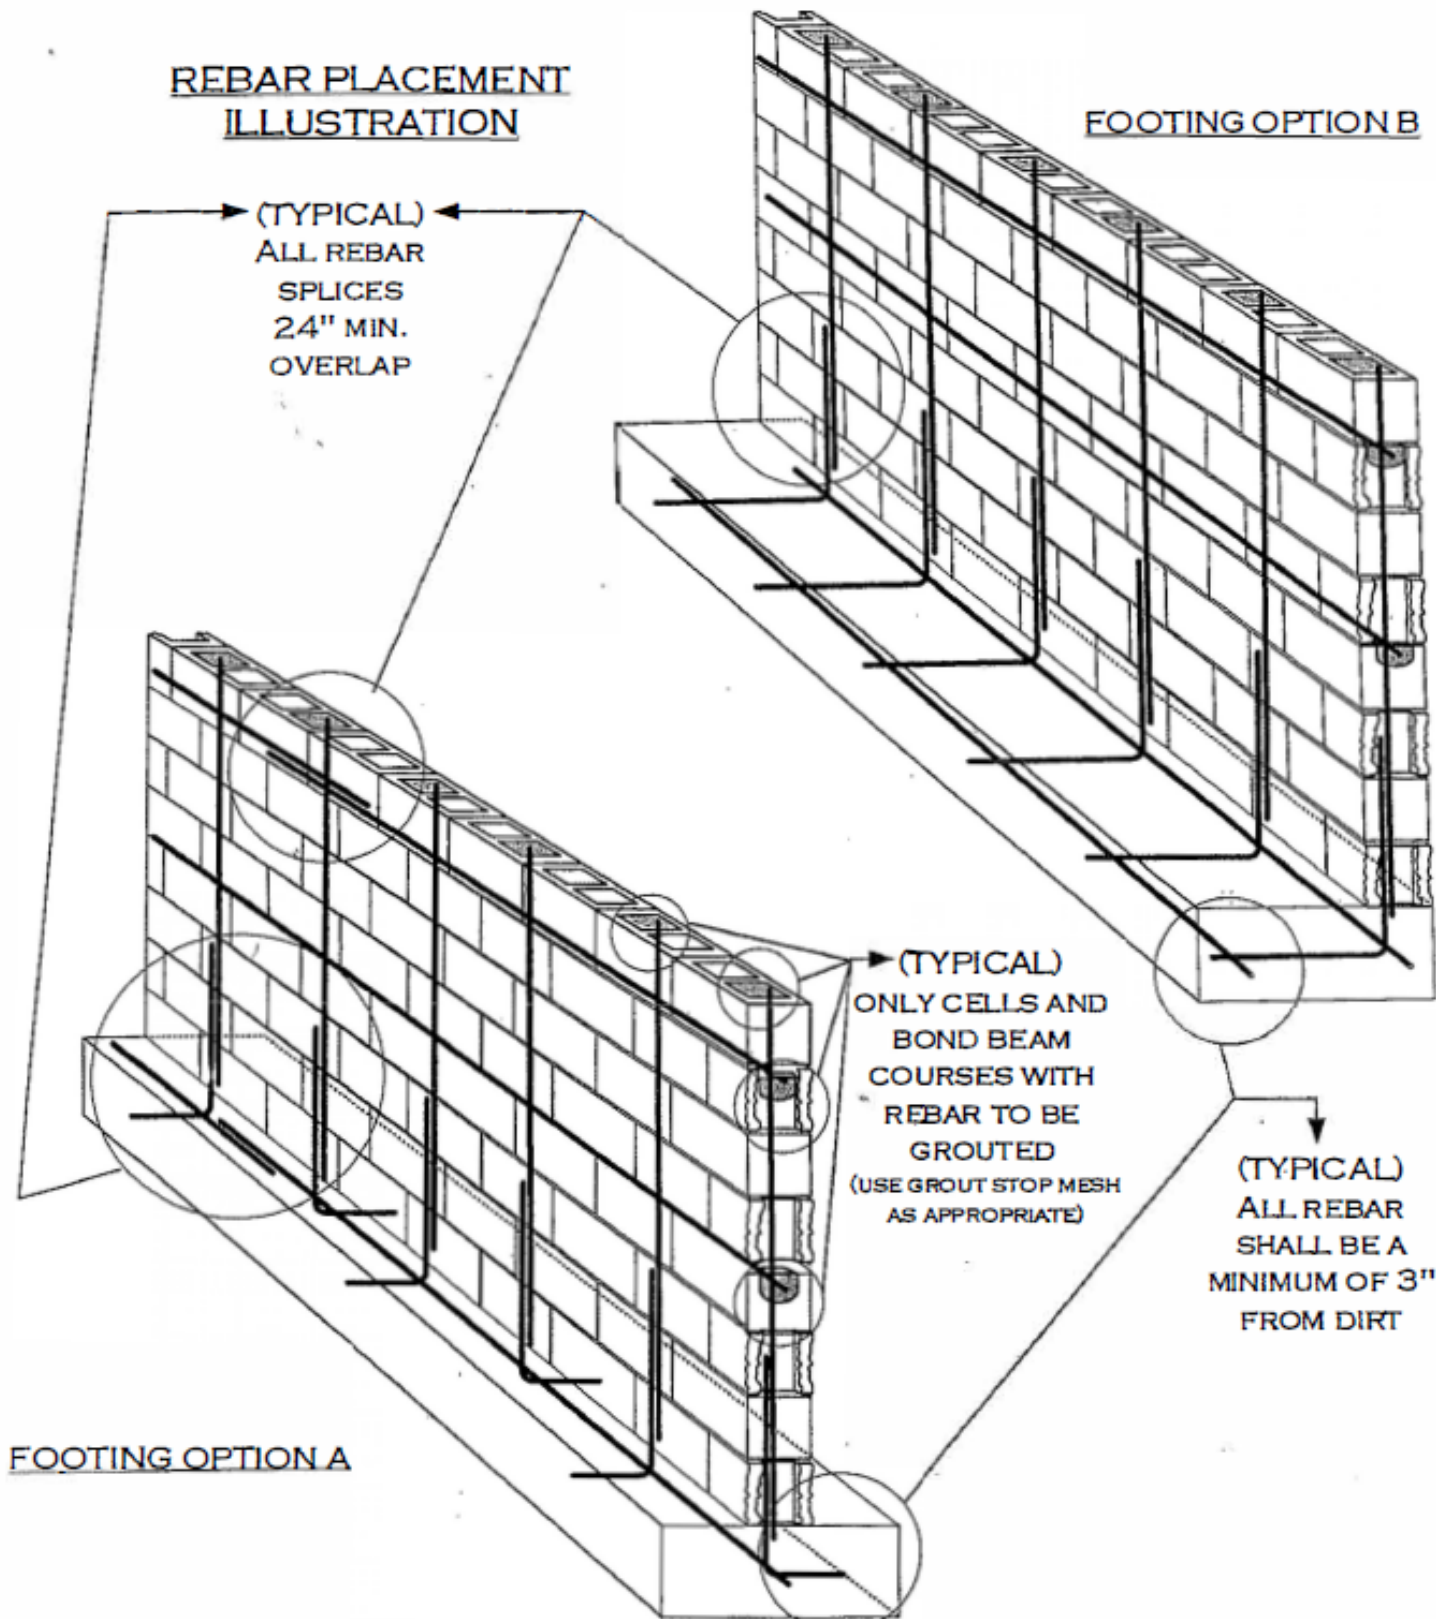 REBAR PLACEMENT
ILLUSTRATION
FOOTING OPTION B
(TYPICAL)
ALL REBAR
SPLICES
24" MIN.
OVERLAP
(TYPICAL)
ONLY CELLS AND
BOND BEAM
COURSES WITH
REBAR TO BE
GROUTED
(USE GROUT STOP MESH
AS APPROPRIATE)
(TYPICAL)
ALL REBAR
SHALL BE A
MINIMUM OF 3"
FROM DIRT
FOOTING OPTION A